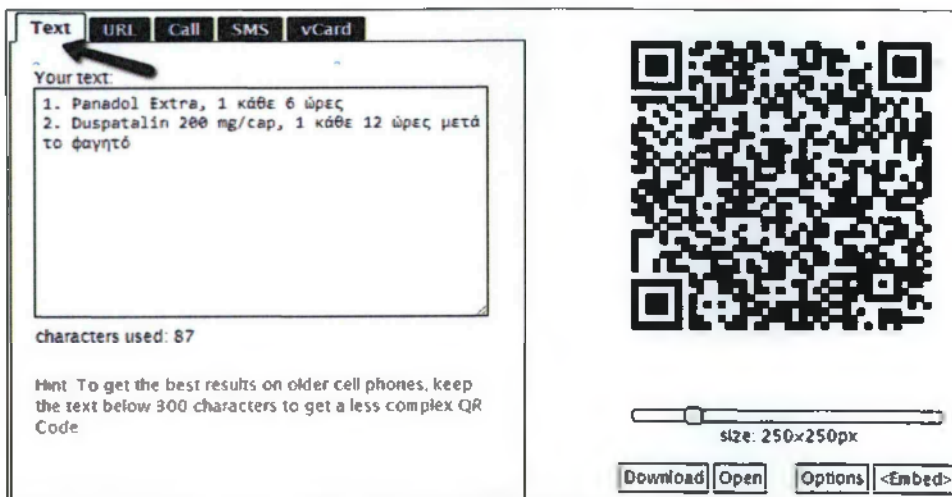 Text URL Call SMS vCard
Your text:
1. Panadol Extra, 1 κάθε 6 ώρες
2. Duspatalin 200 mg/cap, 1 κάθε 12 ώρες μετά
το φαγητό
characters used: 87
Hint To get the best results on older cell phones, keep
the text below 300 characters to get a less complex QR
Code
size: 250x250px
Download Open Options <Embed>